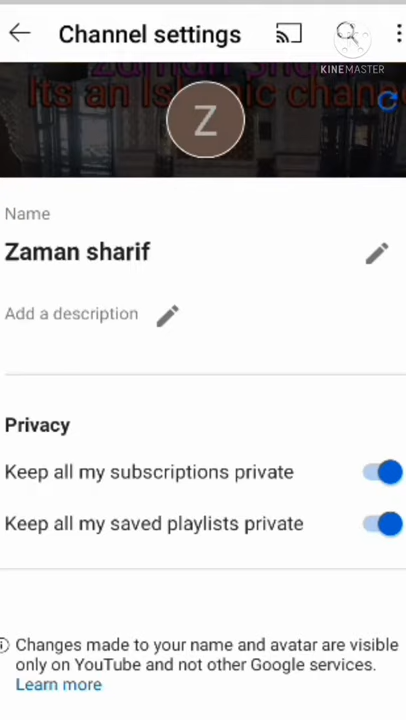 Channel settings
KINEMASTER
Its an Islamic chana
Z
Name
Zaman sharif
Add a description
Privacy
Keep all my subscriptions private
Keep all my saved playlists private
Changes made to your name and avatar are visible
only on YouTube and not other Google services.
Learn more